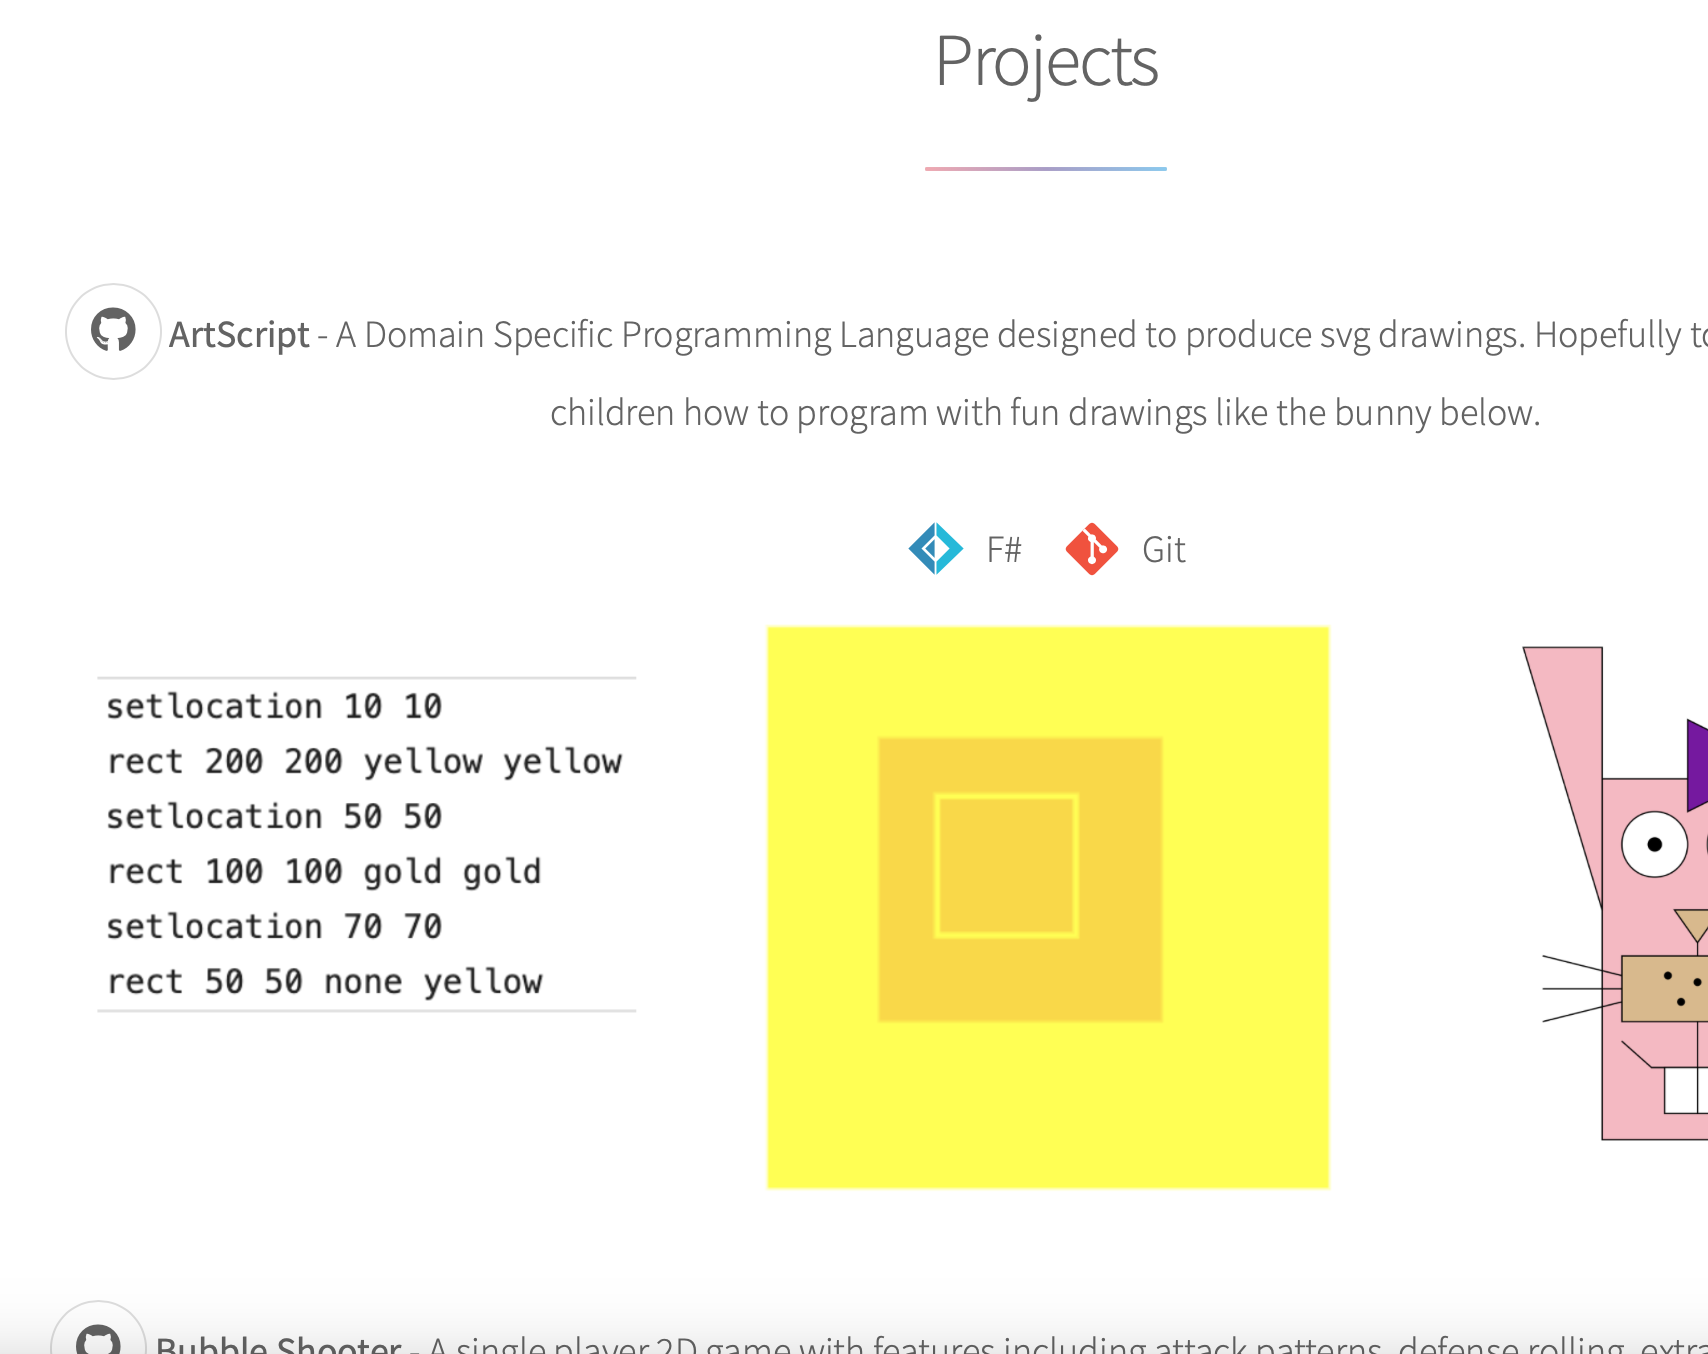 Projects
ArtScript - A Domain Specific Programming Language designed to produce svg drawings. Hopefully
children how to program with fun drawings like the bunny below.
F# Git
setlocation 10 10
rect 200 200 yellow yellow
setlocation 50 50
rect 100 100 gold gold
setlocation 70 70
rect 50 50 none yellow
Bubble Shooter - A single player 2D game with features including attack patterns, defense rolling,